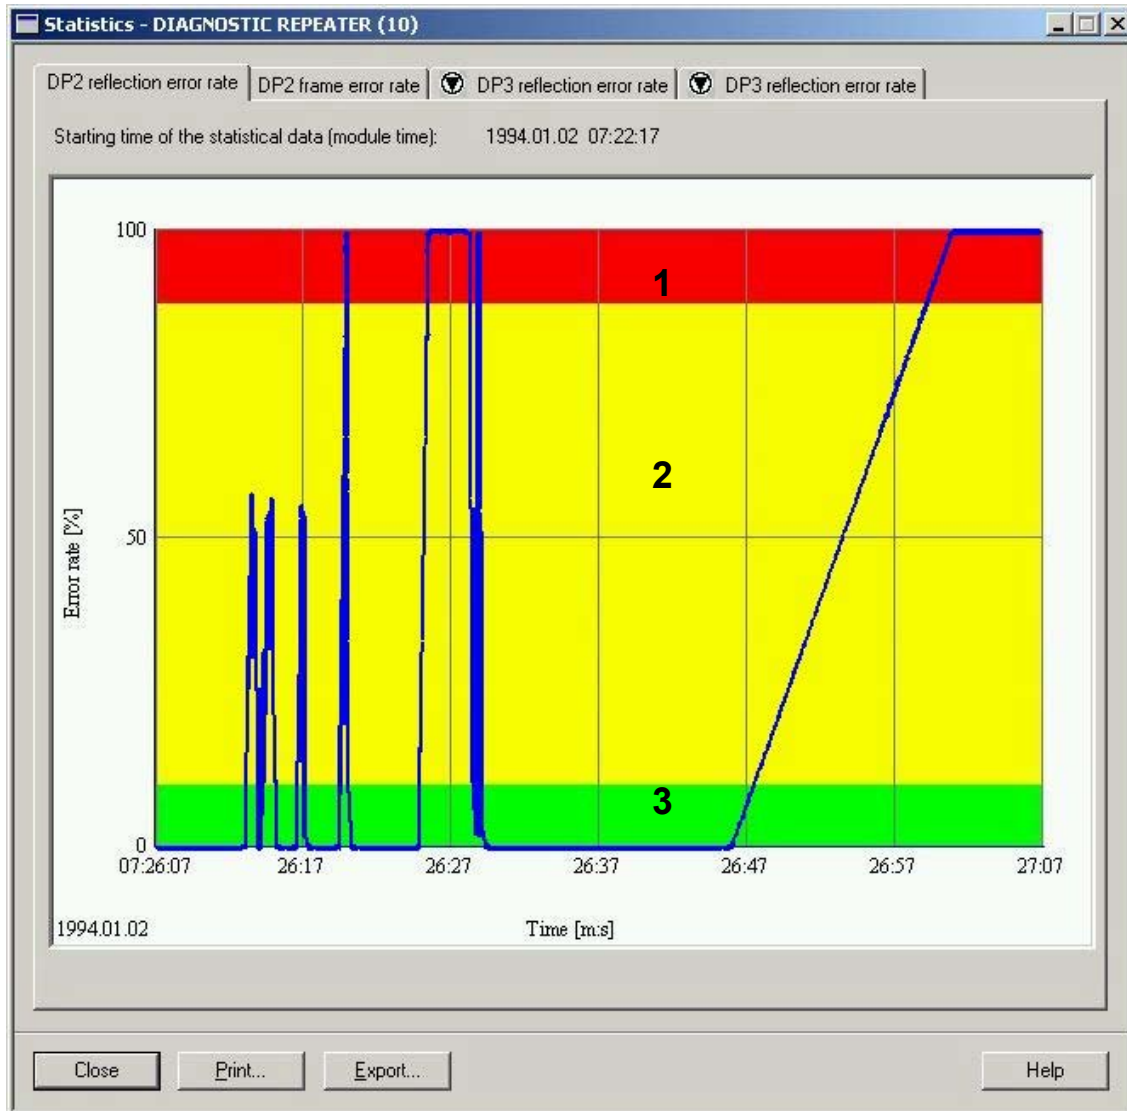 Statistics - DIAGNOSTIC REPEATER (10)
DP2 reflection error rate DP2 frame error rate DP3 reflection error rate DP3 reflection error rate
Starting time of the statistical data (module time): 1994.01.02 07:22:17
100
1
2
50
Error rate [%]
3
0
07:26:07 26:17 26:27 26:37 26:47 26:57 27:07
1994.01.02 Time [m:s]
Close Print... Export... Help